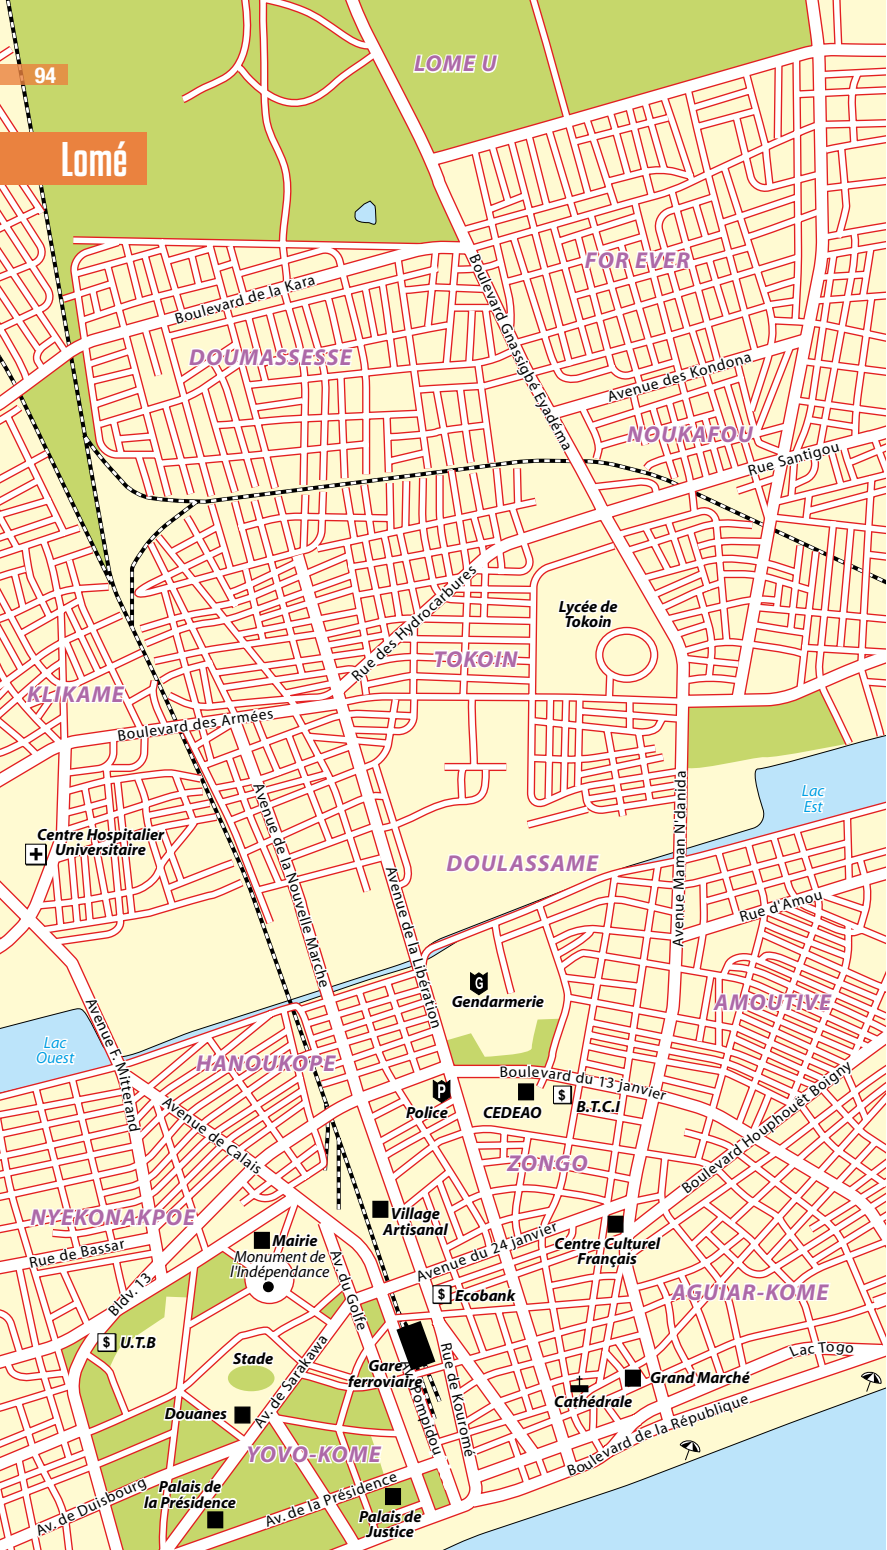 LOME U
94
Lomé
FOR EVER
Boulevard de la Kara
Boulevard Gnassigbé Eyadéma
DOUMASSESSE
Avenue des Kondona
NOUKAFOU
Rue Santigou
Rue des Hydrocarbures
Lycée de
Tokoin
TOKOIN
KLIKAME
Boulevard des Armées
Avenue Maman N'danida
Lac
Est
Avenue de la Nouvelle Marche
Centre Hospitalier
Universitaire
DOULASSAME
Avenue de la Libération
Rue d'Amou
G
Gendarmerie
AMOUTIVE
Avenue F. Mitterand
Lac
Ouest
HANOUKOPE
Boulevard du 13 janvier
P
Police
CEDEAO
$ B.T.C.I
Boulevard Houphouët Boigny
Avenue de Calais
ZONGO
NYEKONAKPOE
Village
Artisanal
Mairie
Centre Culturel
Français
Rue de Bassar
Monument de
l'Indépendance
Avenue du 24 janvier
Av. du Golfe
Bldv. 13
$ Ecobank
AGUIAR-KOME
$ U.T.B
Stade
Av. de Sarakawa
Gare
ferroviaire
Rue de Kouromé
Lac Togo
Grand Marché
Cathédrale
Douanes
Av. Pompidou
Boulevard de la République
YOVO-KOME
Palais de
la Présidence
Av. de Duisbourg
Av. de la Présidence
Palais de
Justice